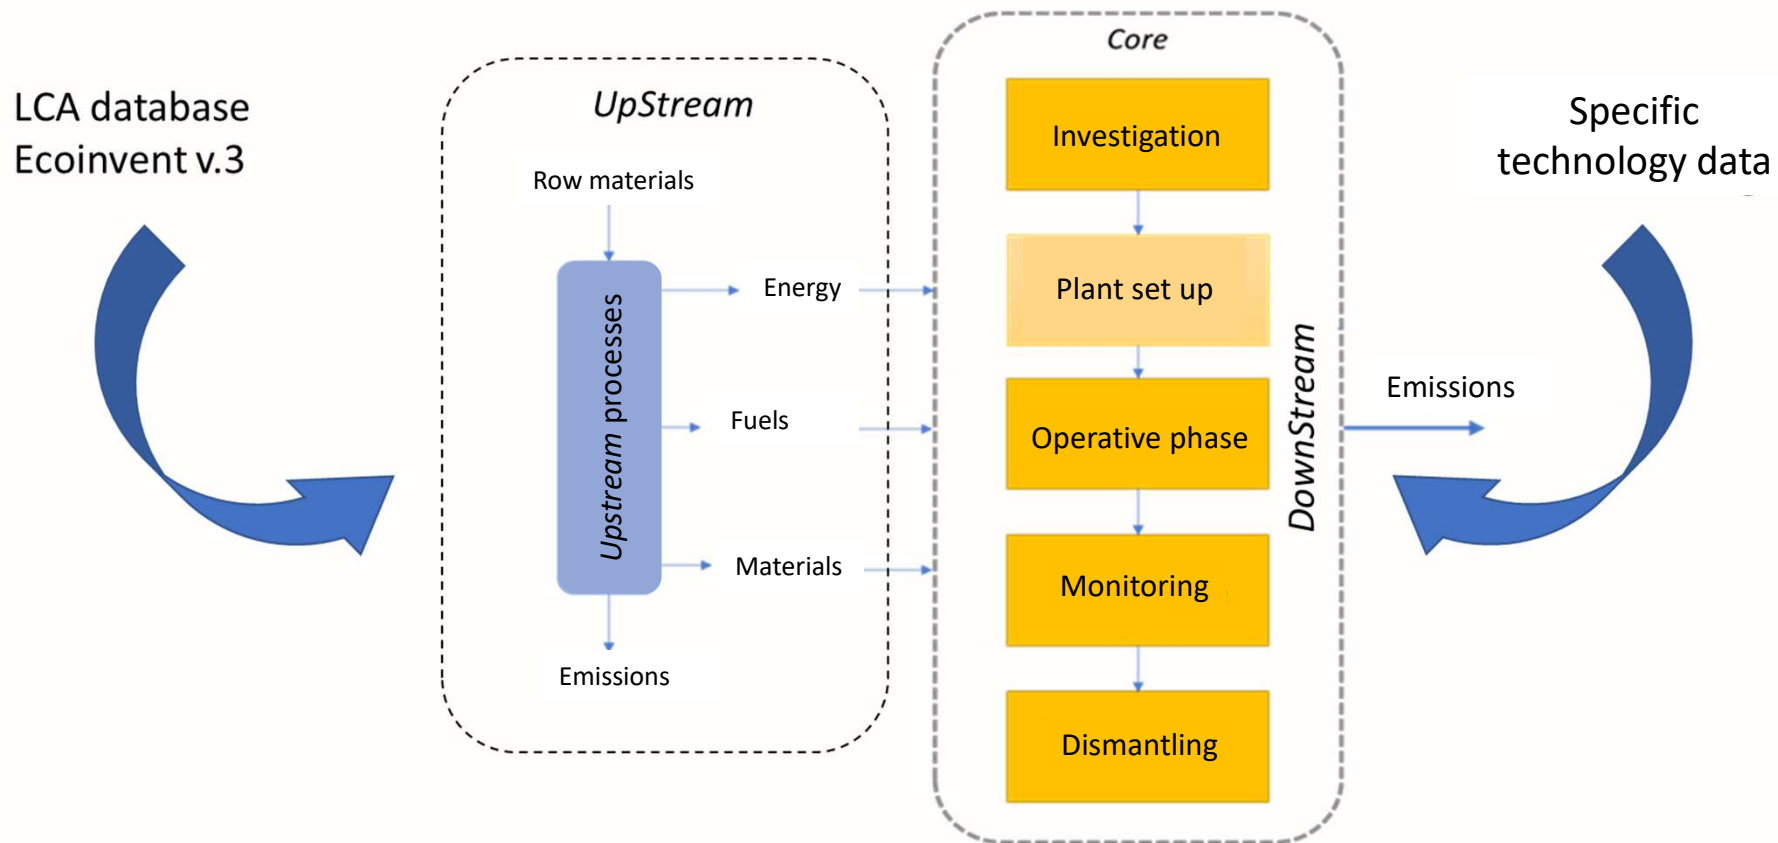 LCA database
Ecoinvent v.3
UpStream
Row materials
Upstream processes
Energy
Fuels
Materials
Emissions
Core
Investigation
Plant set up
Operative phase
Monitoring
Dismantling
DownStream
Emissions
Specific
technology data